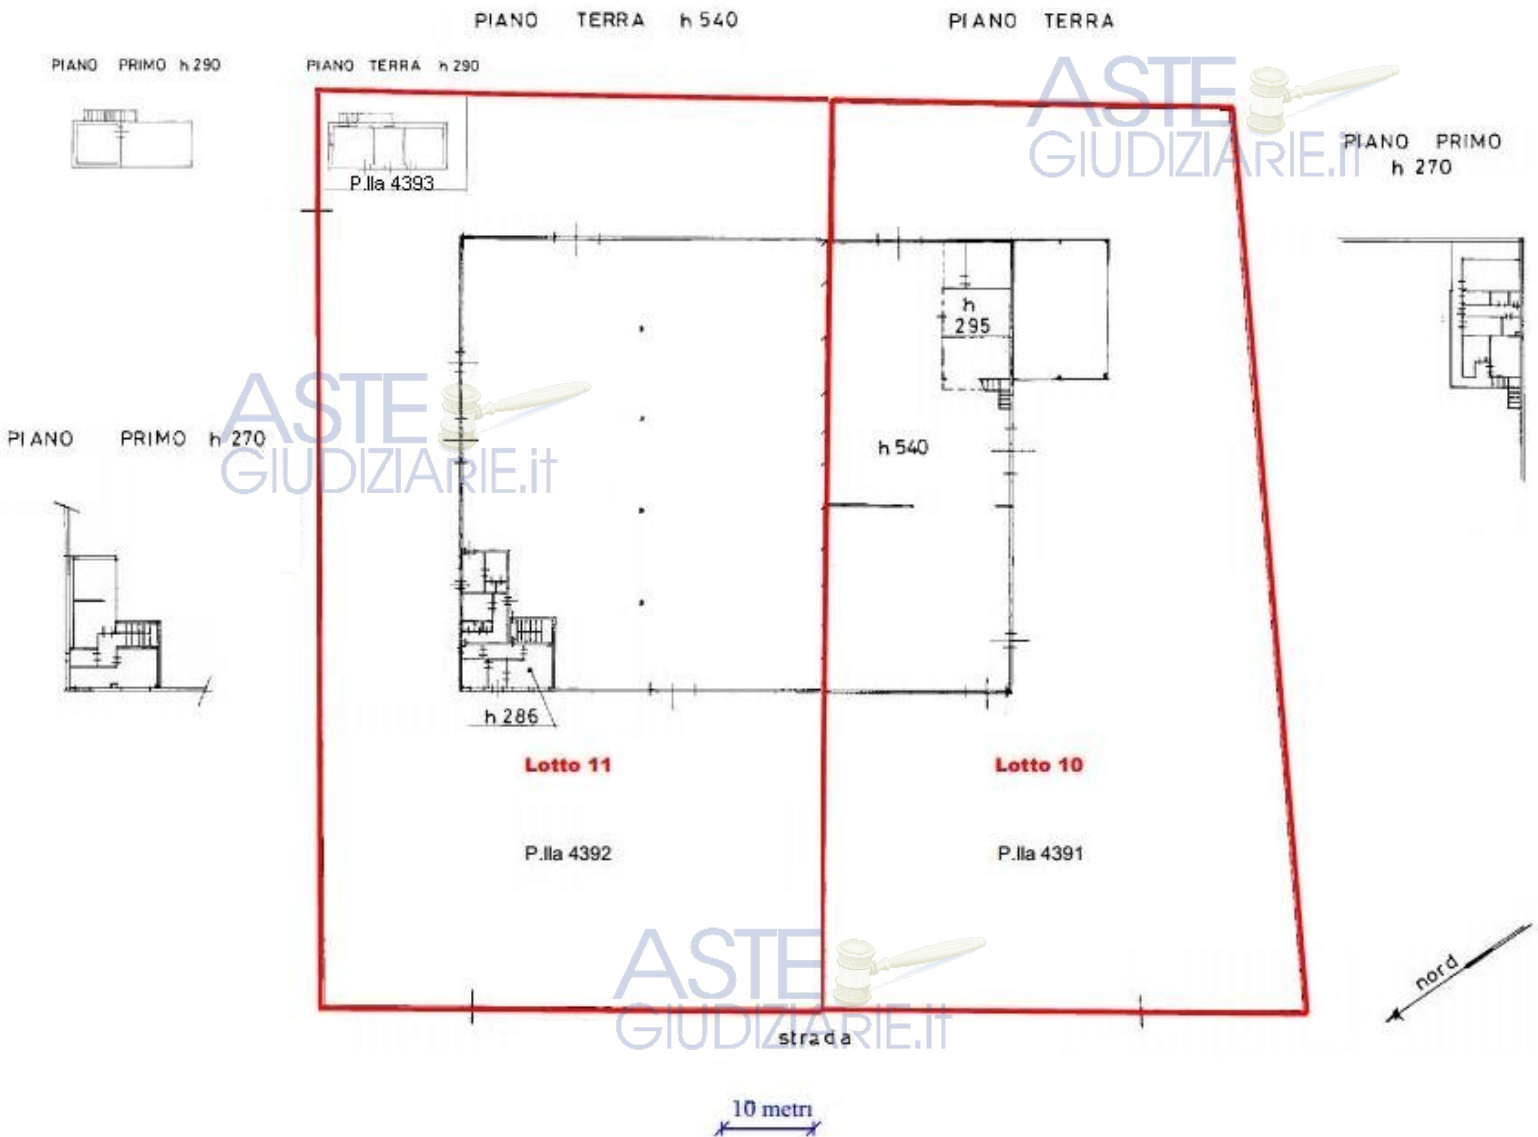 PIANO TERRA h 540
PIANO TERRA
PIANO PRIMO h 290
PIANO TERRA h 290
ASTE
GIUDIZIARIE.it
PIANO PRIMO
h 270
P.lla 4393
h
295
ASTE
GIUDIZIARIE.it
PIANO PRIMO h 270
h 540
h 286
Lotto 11
Lotto 10
P.lla 4392
P.lla 4391
ASTE
GIUDIZIARIE.it
nord
strada
10 metri